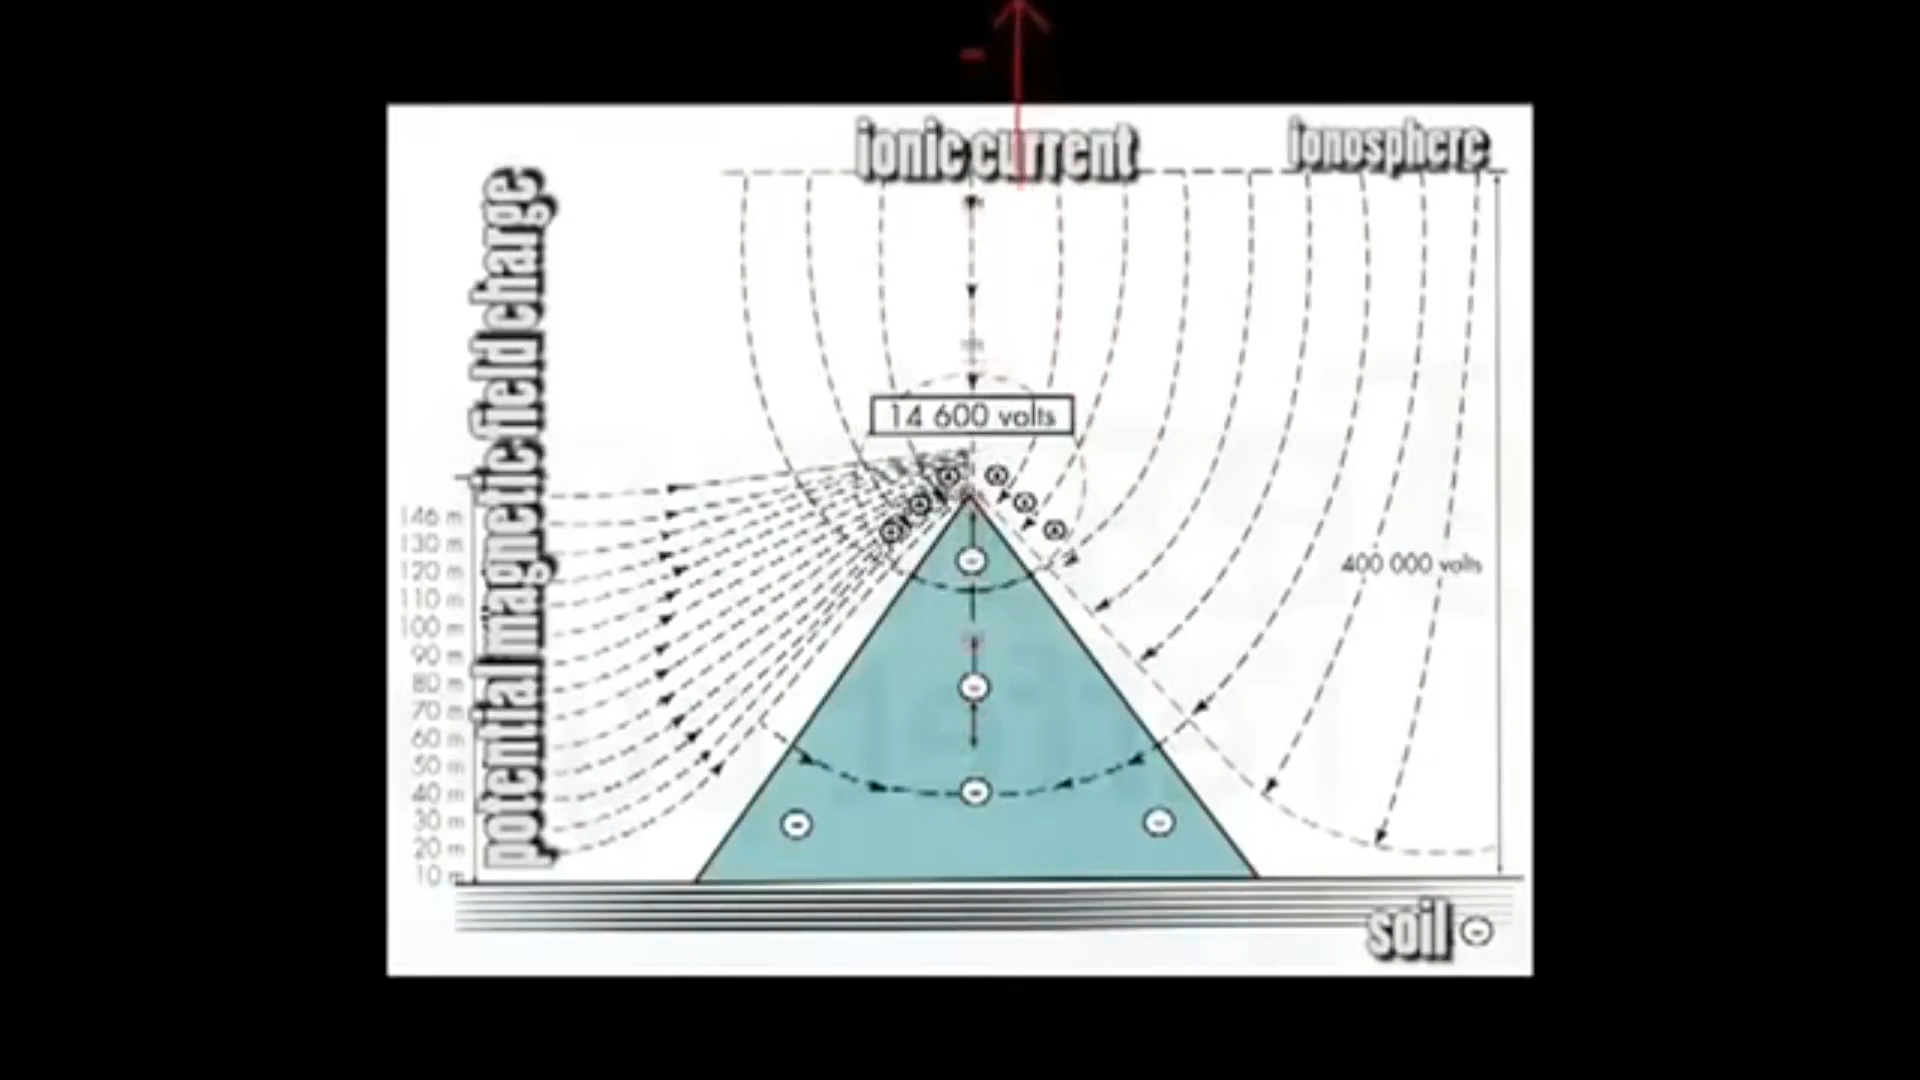 ionic current
ionosphere
potential magnetic field charge
14 600 volts
400 000 volts
146 m
130 m
120 m
110 m
100 m
90 m
80 m
70 m
60 m
50 m
40 m
30 m
20 m
10 m
soil